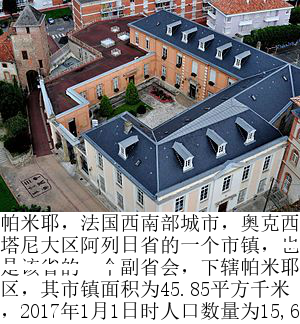 帕米耶，法国西南部城市，奥克西
塔尼大区阿列日省的一个市镇，
是该省的一个副省会，下辖帕米耶
区，其市镇面积为45.85平方千米
，2017年1月1日时人口数量为15,6